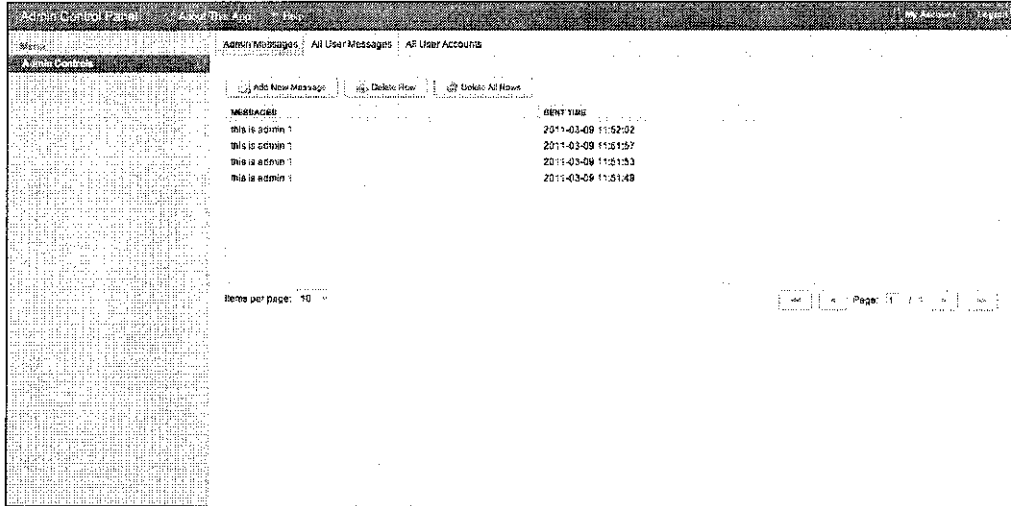 Admin Control Panel About This App Help My Account Logout
Menu
Admin Controls
Admin Messages All User Messages All User Accounts
Add New Message Delete Row Delete All Rows
MESSAGES SENT TIME
this is admin 1 2011-03-09 11:52:02
this is admin 1 2011-03-09 11:51:57
this is admin 1 2011-03-09 11:51:53
this is admin 1 2011-03-09 11:51:49
Items per page: 10 << < Page: 1 / 1 > >>